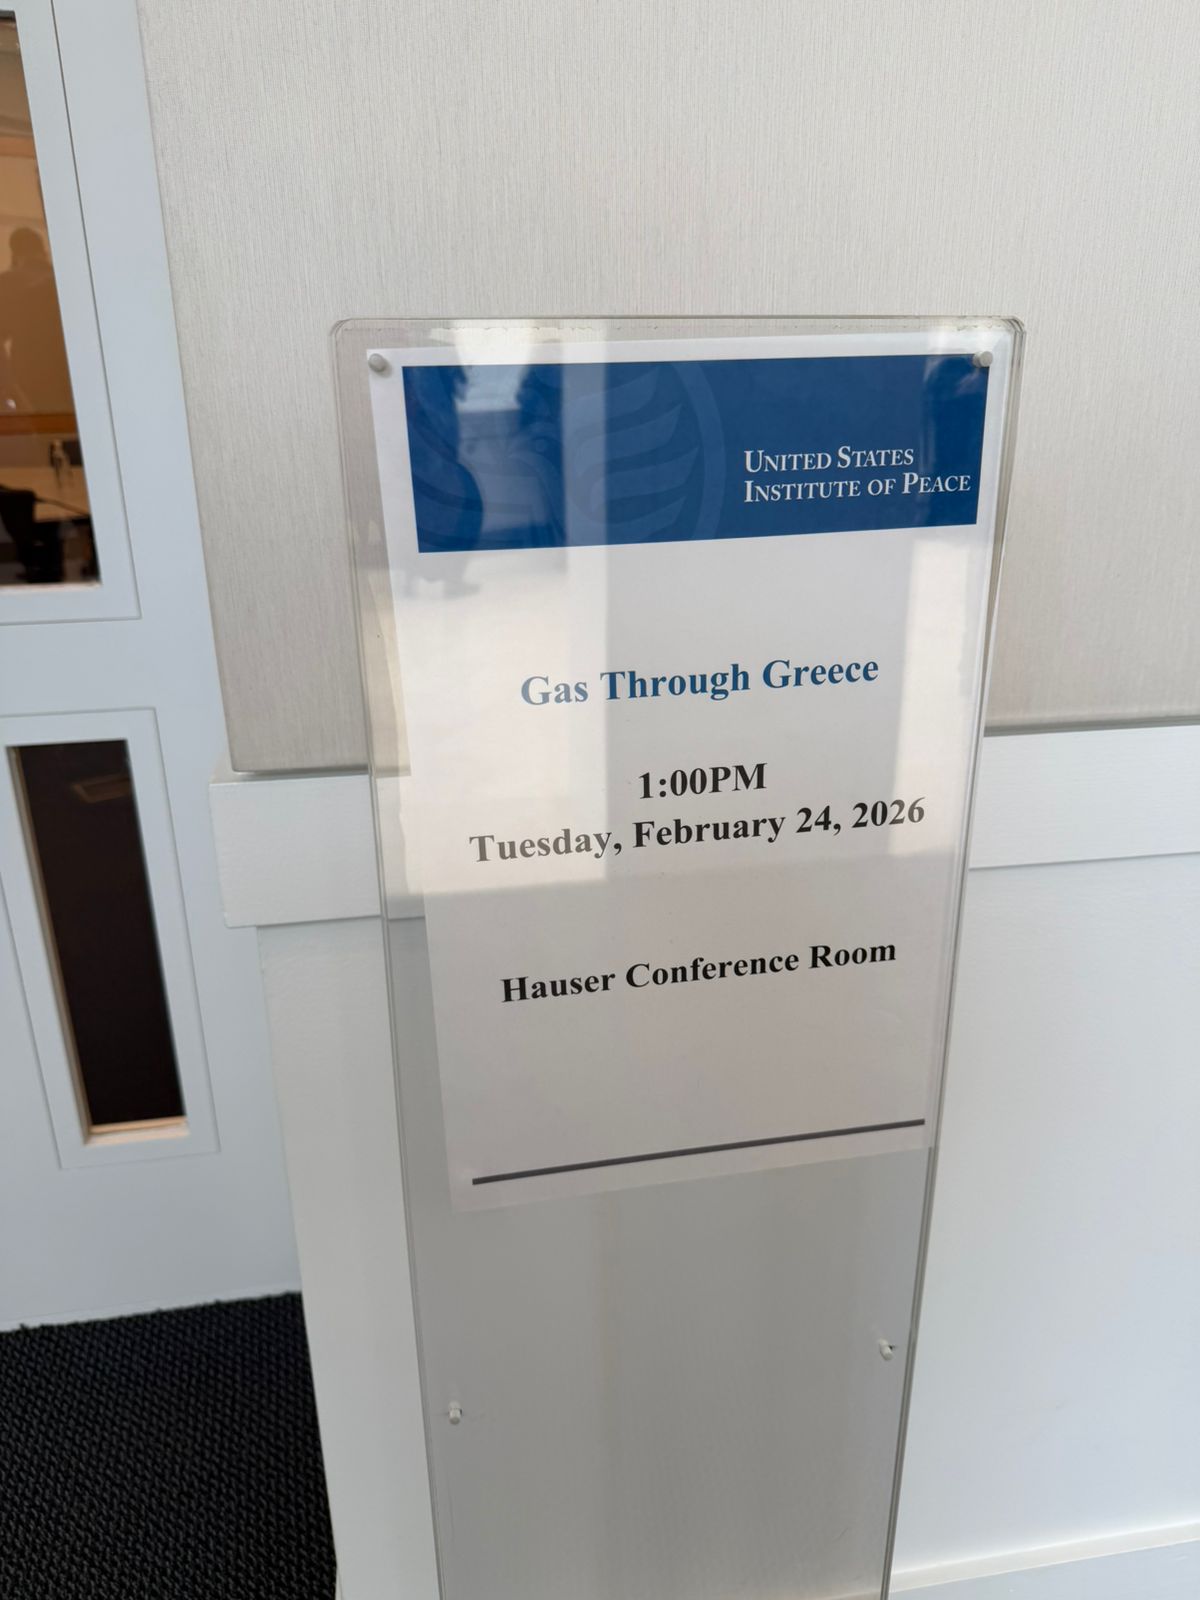 UNITED STATES
INSTITUTE OF PEACE
Gas Through Greece
1:00PM
Tuesday, February 24, 2026
Hauser Conference Room